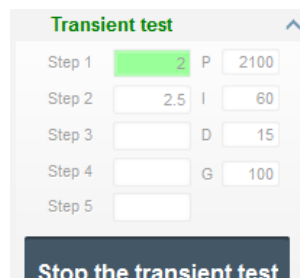 Transient test
Step 1 2 P 2100
Step 2 2.5 I 60
Step 3 D 15
Step 4 G 100
Step 5
Stop the transient test